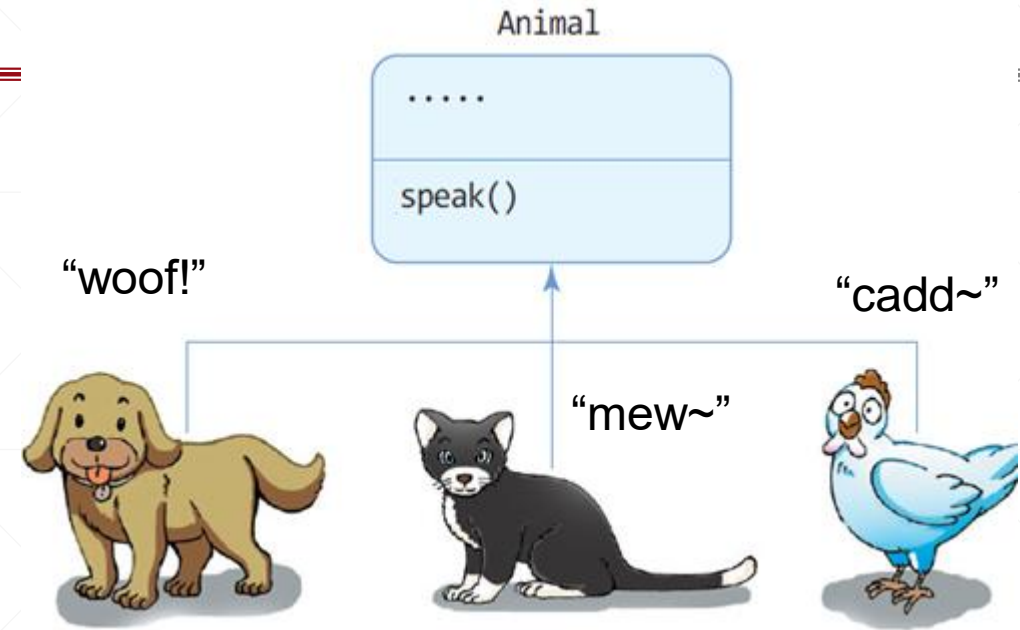 Animal
.....
speak()
“woof!”
“cadd~”
“mew~”